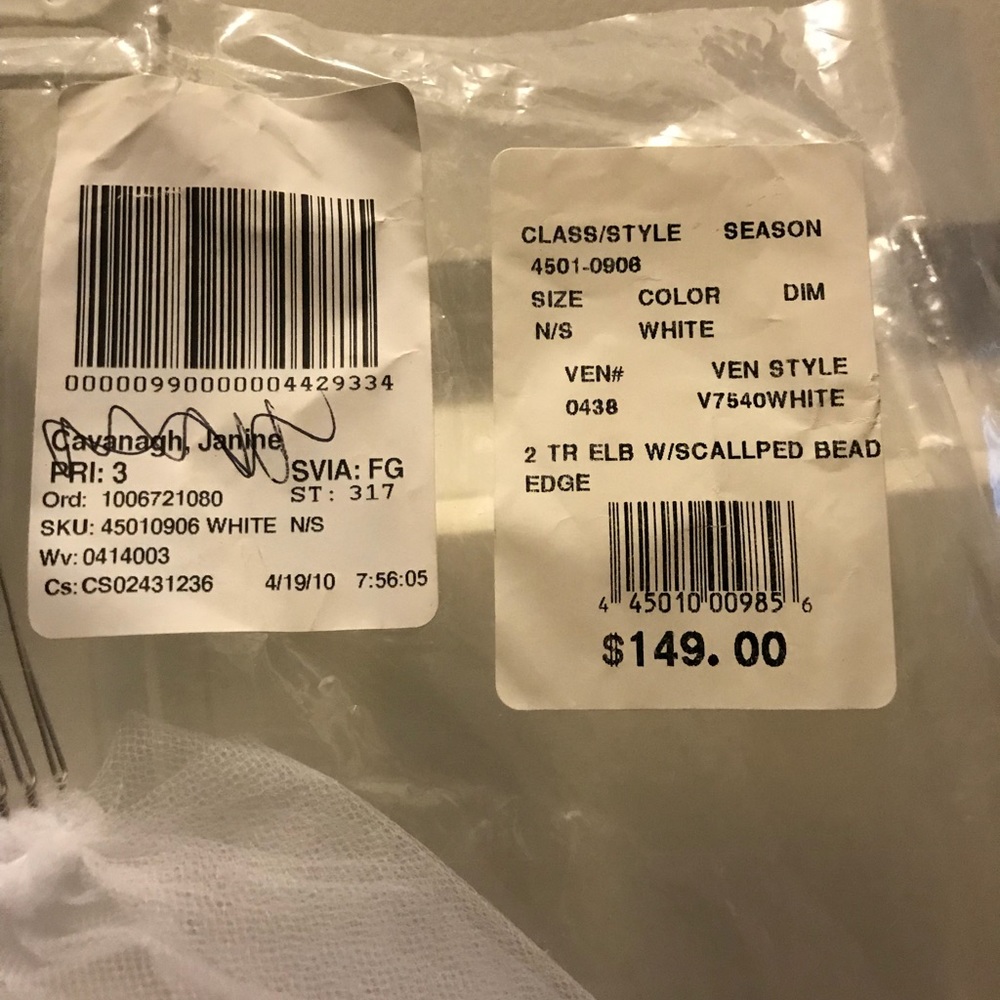 00000990000004429334
Cavanagh, Janine
PRI: 3 SVIA: FG
Ord: 1006721080 ST: 317
SKU: 45010906 WHITE N/S
Wv: 0414003
Cs: CS02431236 4/19/10 7:56:05
CLASS/STYLE SEASON
4501-0906
SIZE COLOR DIM
N/S WHITE
VEN# VEN STYLE
0438 V7540WHITE
2 TR ELB W/SCALLPED BEAD
EDGE
4 45010 00985 6
$149.00